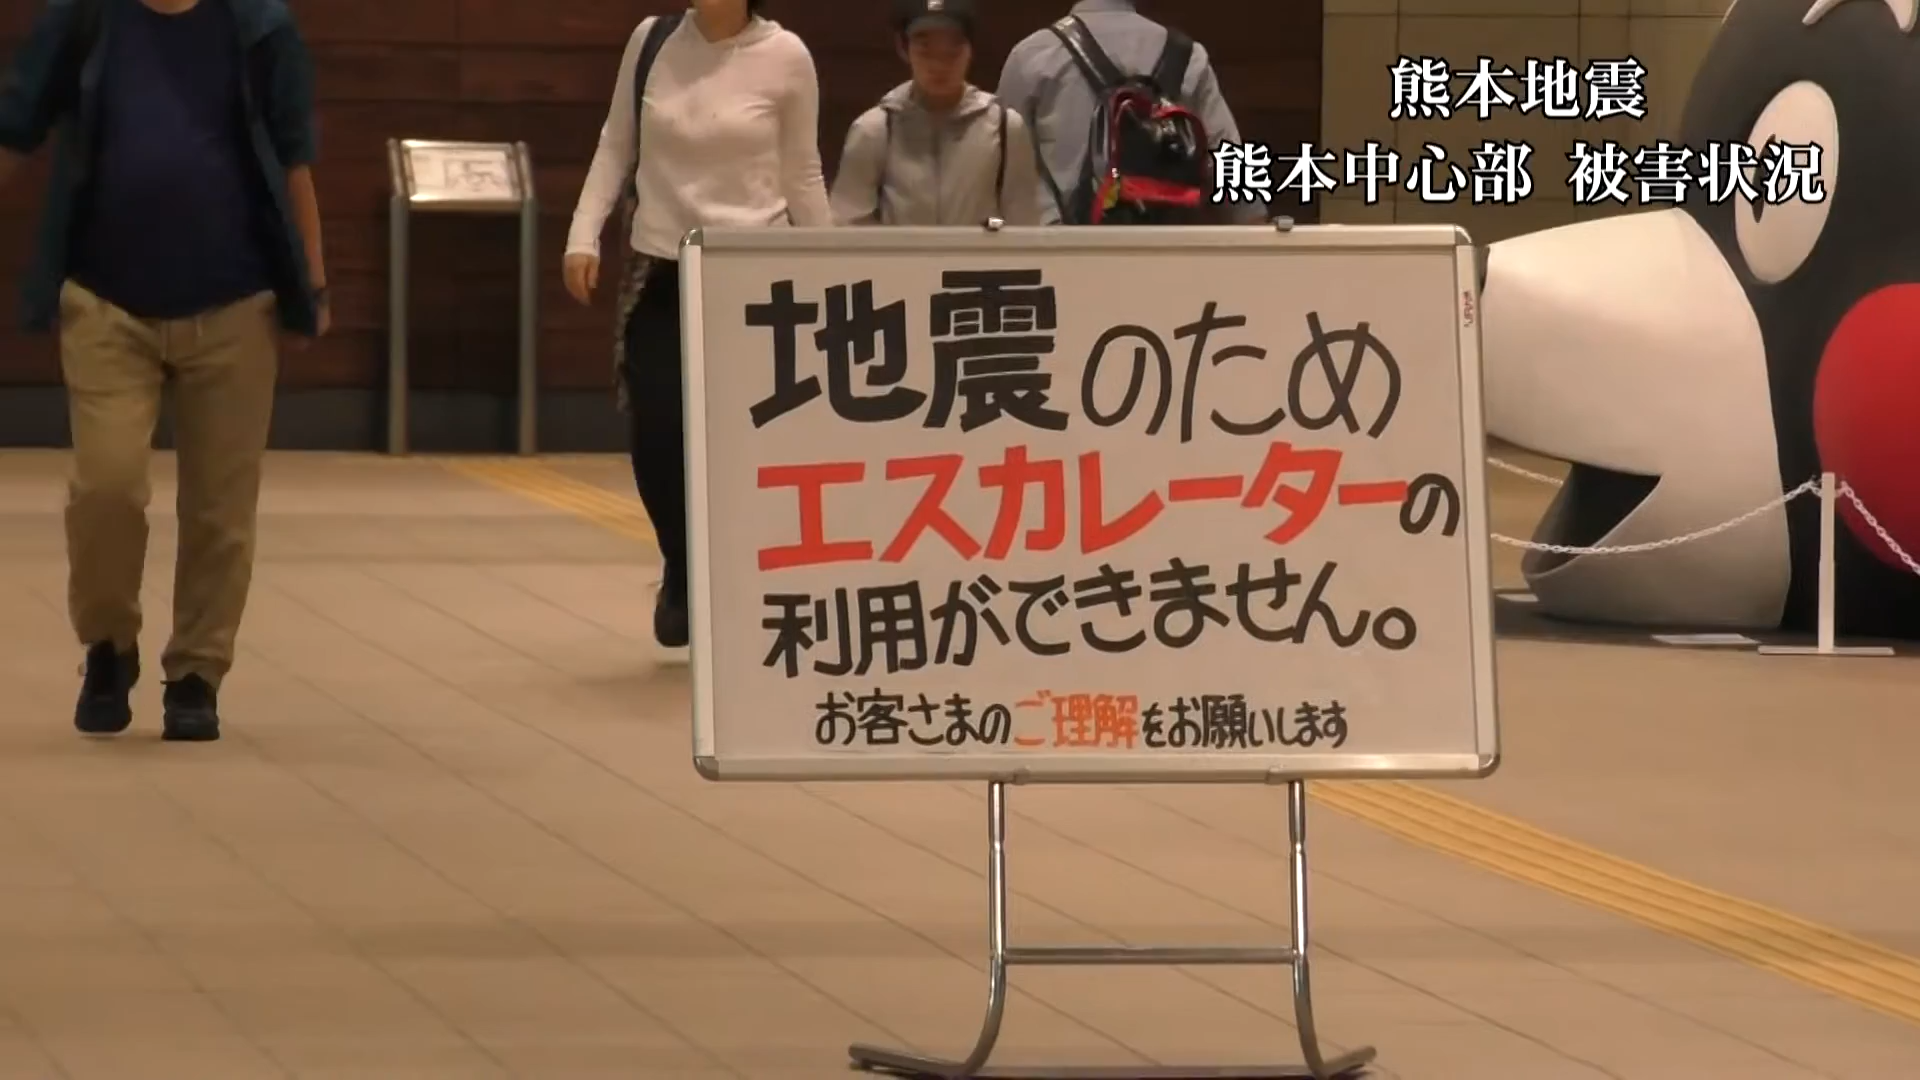 熊本地震
熊本中心部 被害状況
地震のため
エスカレーターの
利用ができません。
お客さまのご理解をお願いします